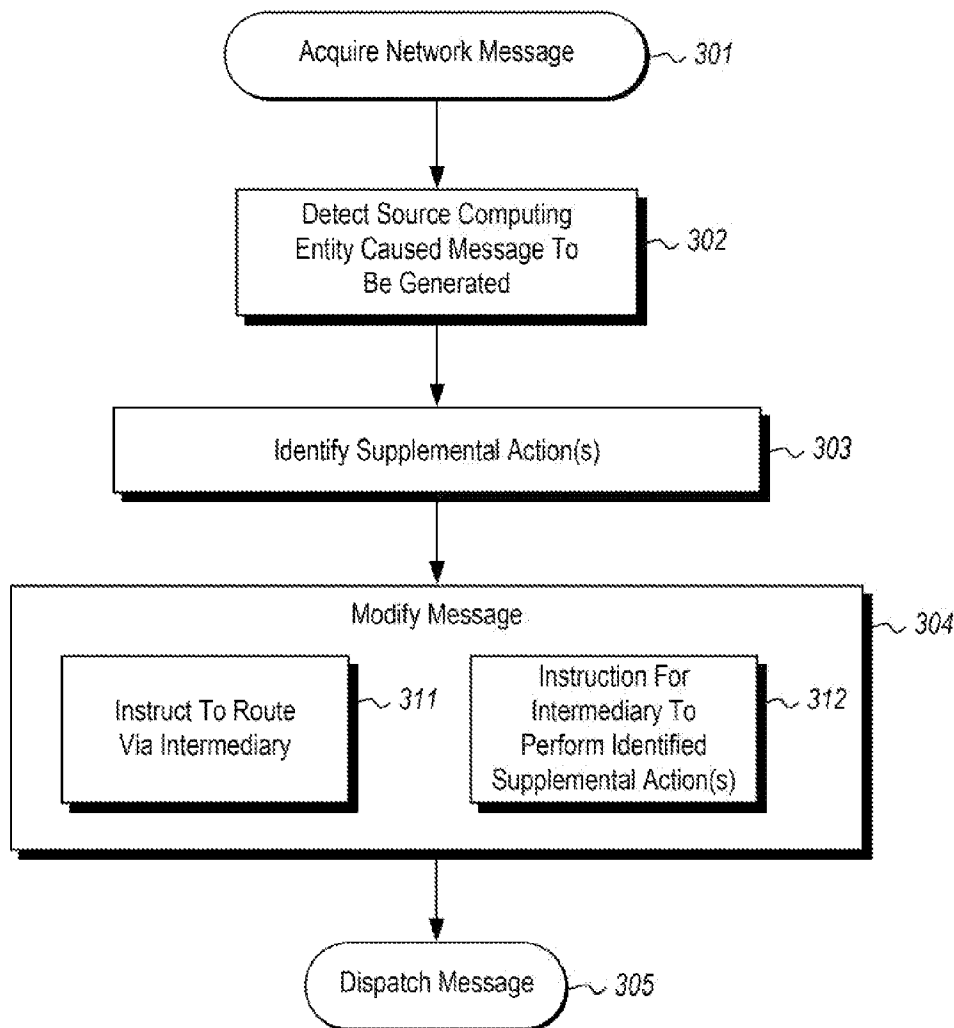 Acquire Network Message
301
Detect Source Computing
Entity Caused Message To
Be Generated
302
Identify Supplemental Action(s)
303
Modify Message
304
Instruct To Route
Via Intermediary
311
Instruction For
Intermediary To
Perform Identified
Supplemental Action(s)
312
Dispatch Message
305